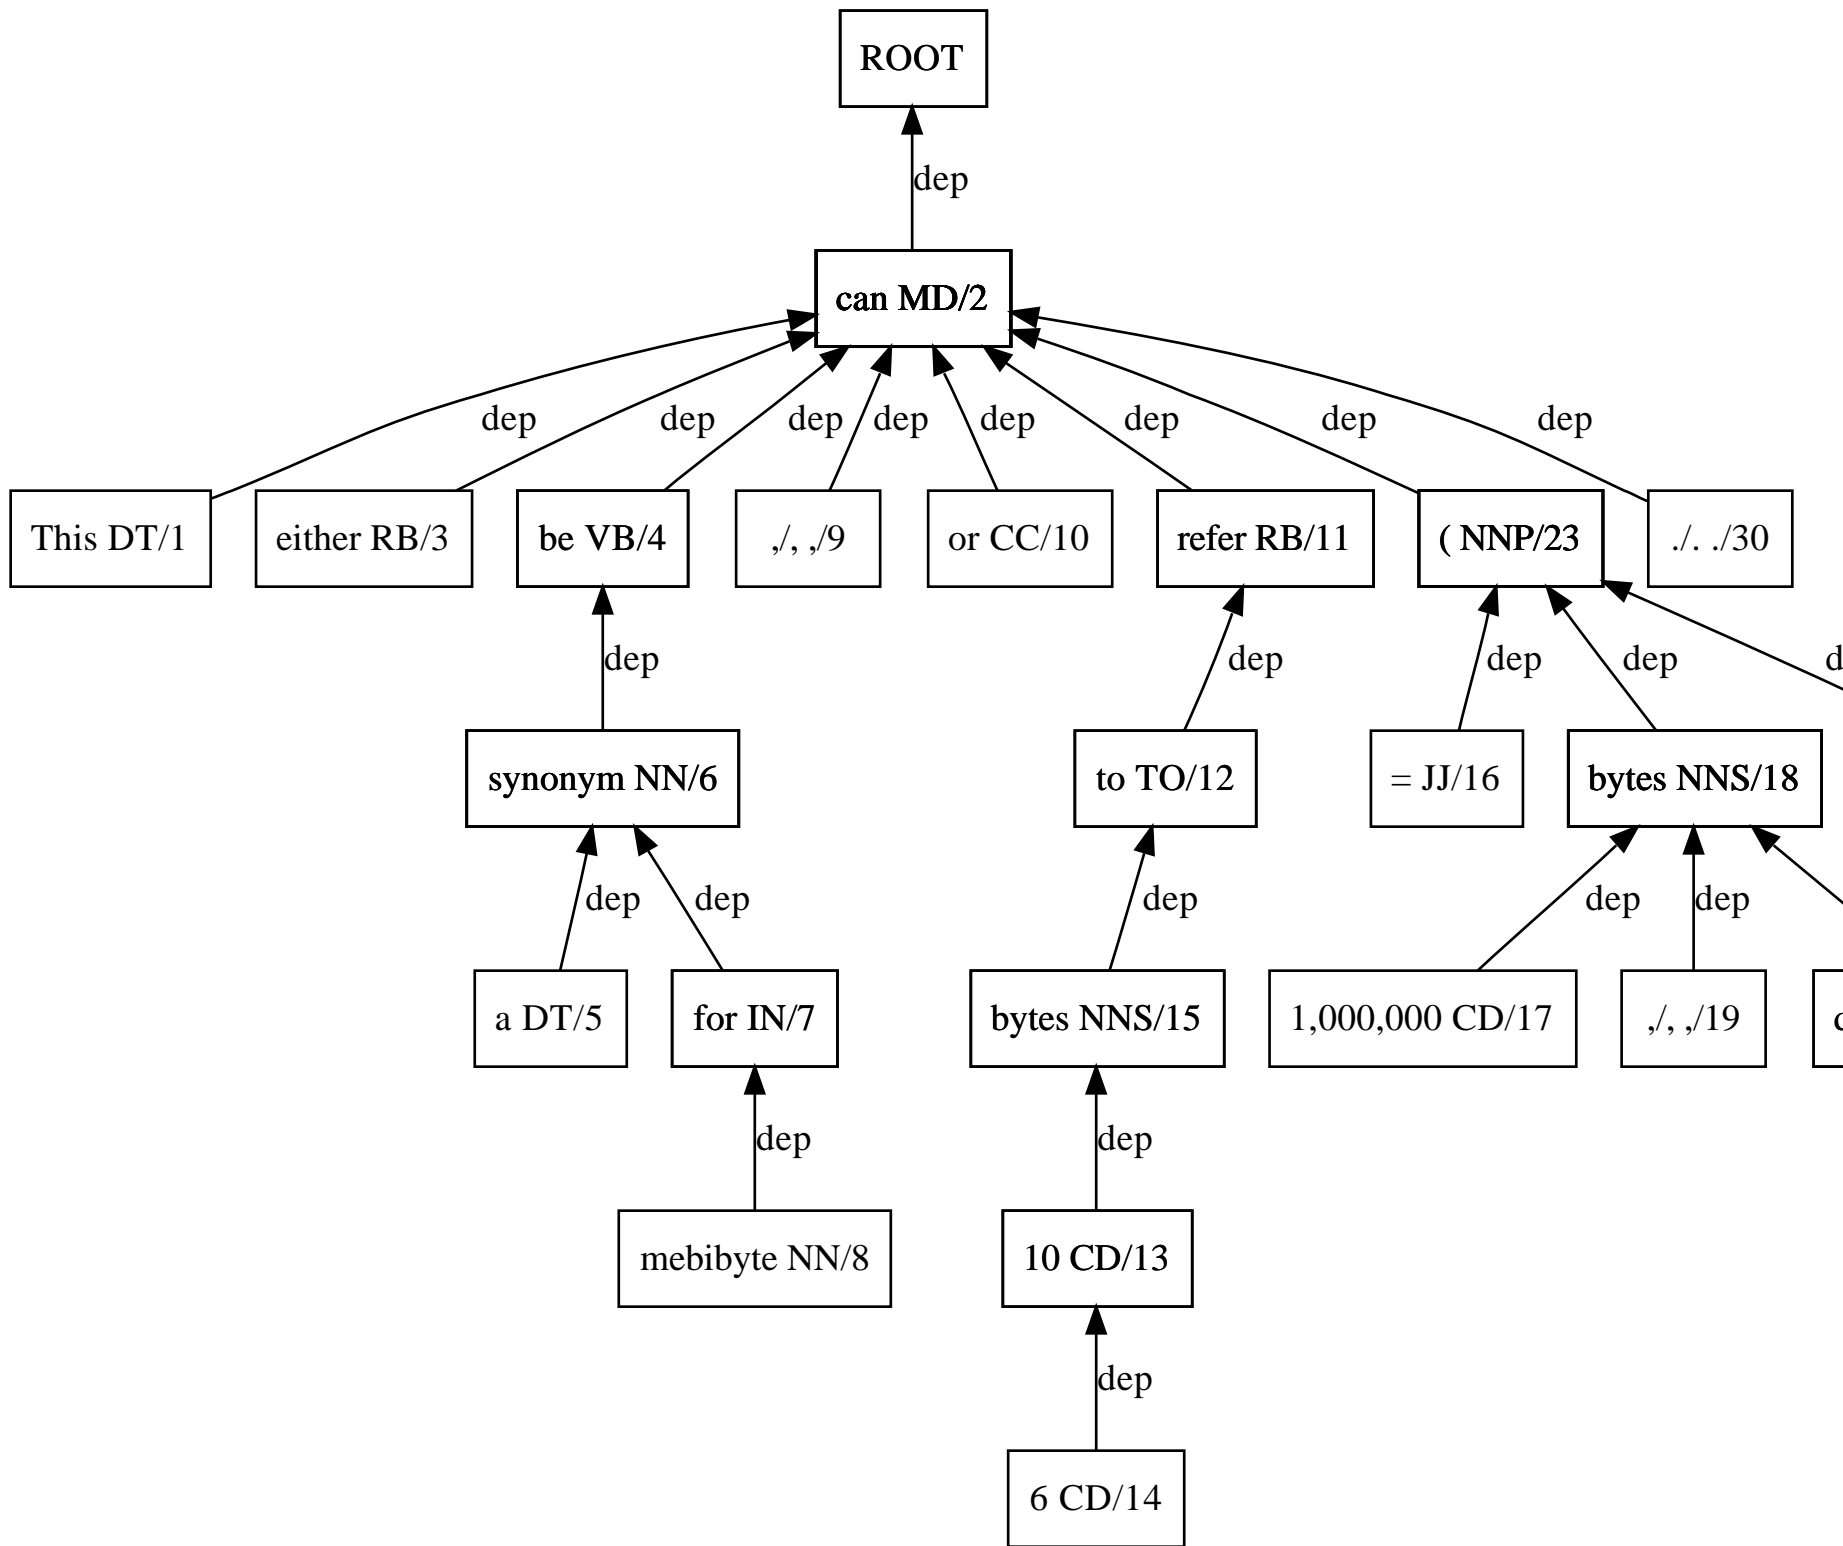 ROOT
dep
can MD/2
dep dep dep dep dep dep dep dep
This DT/1 either RB/3 be VB/4 ,/, ,/9 or CC/10 refer RB/11 ( NNP/23 ./. ./30
dep dep dep dep
synonym NN/6 to TO/12 = JJ/16 bytes NNS/18
dep dep dep dep dep
a DT/5 for IN/7 bytes NNS/15 1,000,000 CD/17 ,/, ,/19
dep dep
mebibyte NN/8 10 CD/13
dep
6 CD/14